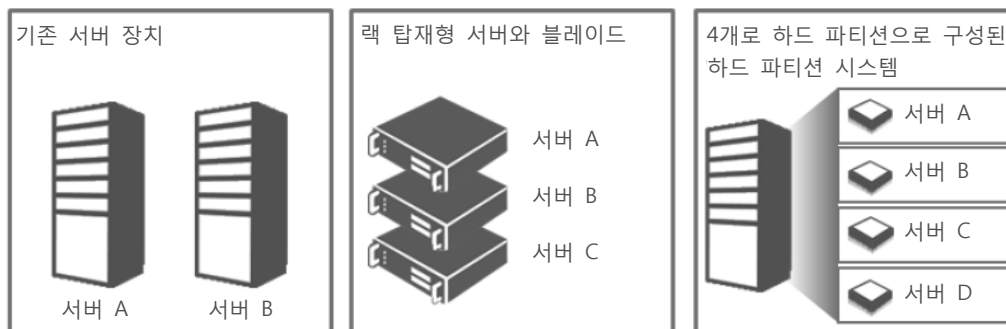 기존 서버 장치
서버 A
서버 B
랙 탑재형 서버와 블레이드
서버 A
서버 B
서버 C
4개로 하드 파티션으로 구성된
하드 파티션 시스템
서버 A
서버 B
서버 C
서버 D